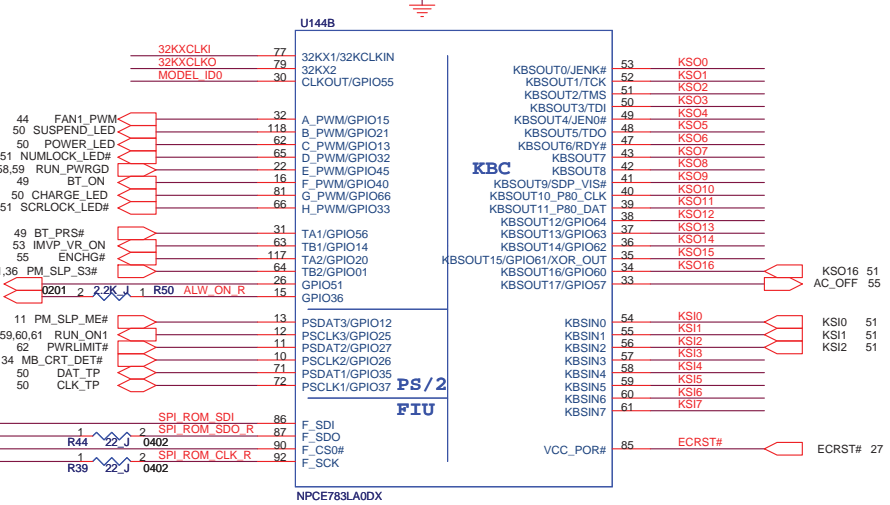 U144B
32KXCLKI 77 32KX1/32KCLKIN
32KXCLKO 79 32KX2
MODEL_ID0 30 CLKOUT/GPIO55
44 FAN1_PWM 32 A_PWM/GPIO15
50 SUSPEND_LED 118 B_PWM/GPIO21
50 POWER_LED 62 C_PWM/GPIO13
51 NUMLOCK_LED# 65 D_PWM/GPIO32
58,59 RUN_PWRGD 22 E_PWM/GPIO45
49 BT_ON 16 F_PWM/GPIO40
50 CHARGE_LED 81 G_PWM/GPIO66
51 SCRLOCK_LED# 66 H_PWM/GPIO33
49 BT_PRS# 31 TA1/GPIO56
53 IMVP_VR_ON 63 TB1/GPIO14
55 ENCHG# 117 TA2/GPIO20
,36 PM_SLP_S3# 64 TB2/GPIO01
26 GPIO51
0201 2 2.2K_J 1 R50 ALW_ON_R 15 GPIO36
11 PM_SLP_ME# 13 PSDAT3/GPIO12
59,60,61 RUN_ON1 12 PSCLK3/GPIO25
62 PWRLIMIT# 11 PSDAT2/GPIO27
34 MB_CRT_DET# 10 PSCLK2/GPIO26
50 DAT_TP 71 PSDAT1/GPIO35
50 CLK_TP 72 PSCLK1/GPIO37
PS/2
FIU
SPI_ROM_SDI 86 F_SDI
1 2 SPI_ROM_SDO_R 87 F_SDO
R44 22_J 0402 90 F_CS0#
1 2 SPI_ROM_CLK_R 92 F_SCK
R39 22_J 0402
KBC
KBSOUT0/JENK# 53 KSO0
KBSOUT1/TCK 52 KSO1
KBSOUT2/TMS 51 KSO2
KBSOUT3/TDI 50 KSO3
KBSOUT4/JEN0# 49 KSO4
KBSOUT5/TDO 48 KSO5
KBSOUT6/RDY# 47 KSO6
KBSOUT7 43 KSO7
KBSOUT8 42 KSO8
KBSOUT9/SDP_VIS# 41 KSO9
KBSOUT10_P80_CLK 40 KSO10
KBSOUT11_P80_DAT 39 KSO11
KBSOUT12/GPIO64 38 KSO12
KBSOUT13/GPIO63 37 KSO13
KBSOUT14/GPIO62 36 KSO14
KBSOUT15/GPIO61/XOR_OUT 35 KSO15
KBSOUT16/GPIO60 34 KSO16 KSO16 51
KBSOUT17/GPIO57 33 AC_OFF 55
KBSIN0 54 KSI0 KSI0 51
KBSIN1 55 KSI1 KSI1 51
KBSIN2 56 KSI2 KSI2 51
KBSIN3 57 KSI3
KBSIN4 58 KSI4
KBSIN5 59 KSI5
KBSIN6 60 KSI6
KBSIN7 61 KSI7
VCC_POR# 85 ECRST# ECRST# 27
NPCE783LA0DX